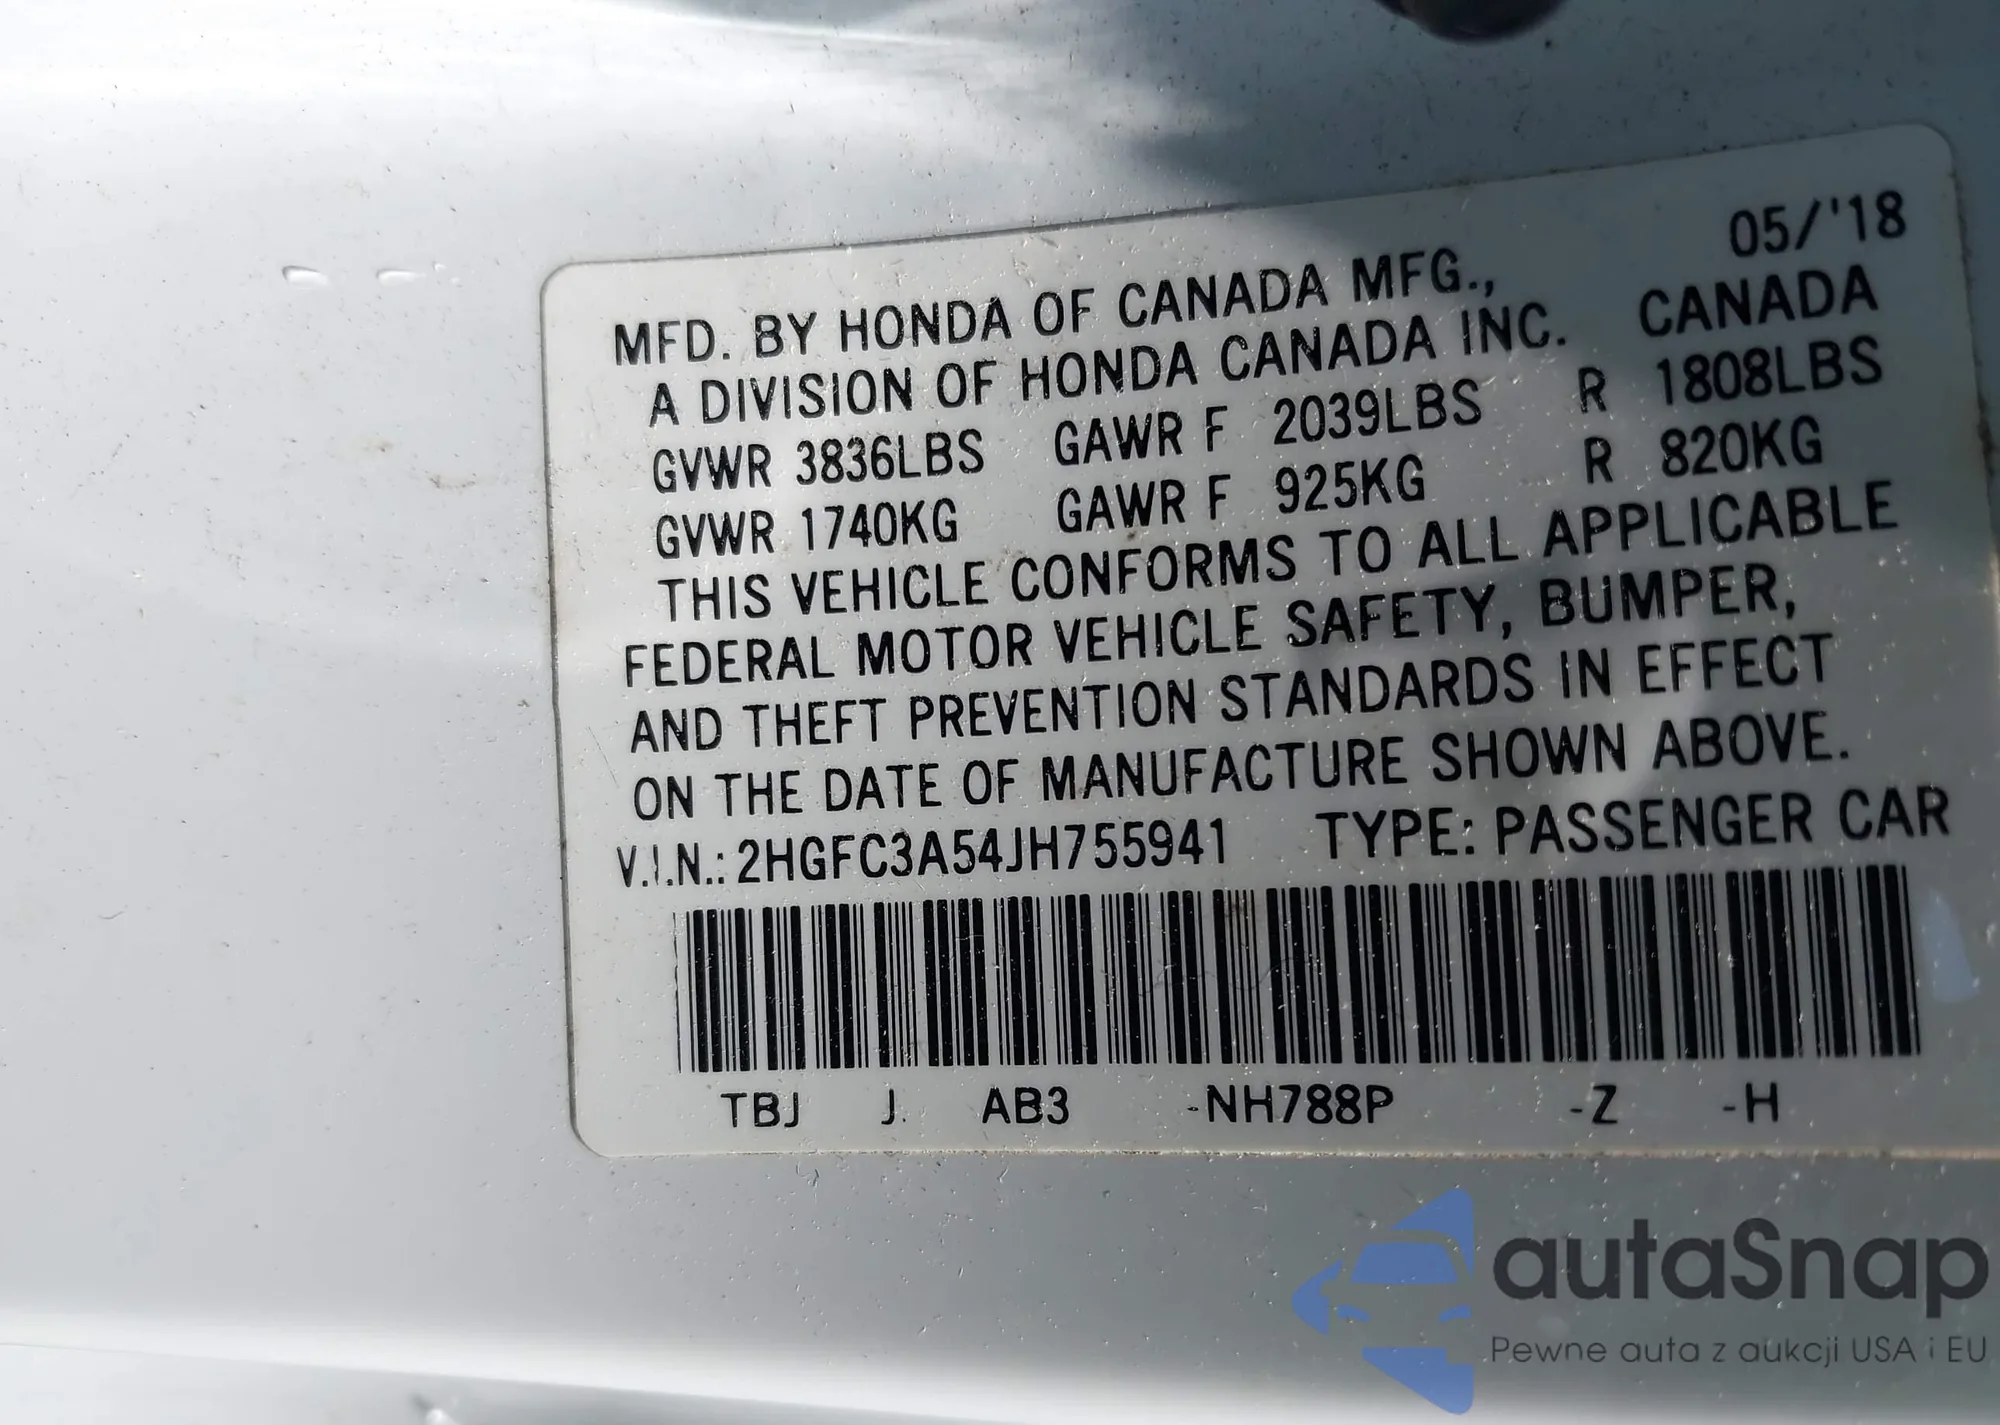 05/'18
MFD. BY HONDA OF CANADA MFG.,
A DIVISION OF HONDA CANADA INC. CANADA
GVWR 3836LBS GAWR F 2039LBS R 1808LBS
GVWR 1740KG GAWR F 925KG R 820KG
THIS VEHICLE CONFORMS TO ALL APPLICABLE
FEDERAL MOTOR VEHICLE SAFETY, BUMPER,
AND THEFT PREVENTION STANDARDS IN EFFECT
ON THE DATE OF MANUFACTURE SHOWN ABOVE.
V.I.N.: 2HGFC3A54JH755941 TYPE: PASSENGER CAR
TBJ J. AB3 -NH788P -Z -H
autaSnap
Pewne auta z aukcji USA i EU